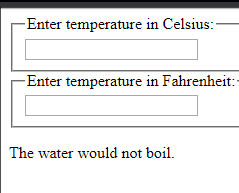 Enter temperature in Celsius:
Enter temperature in Fahrenheit:
The water would not boil.